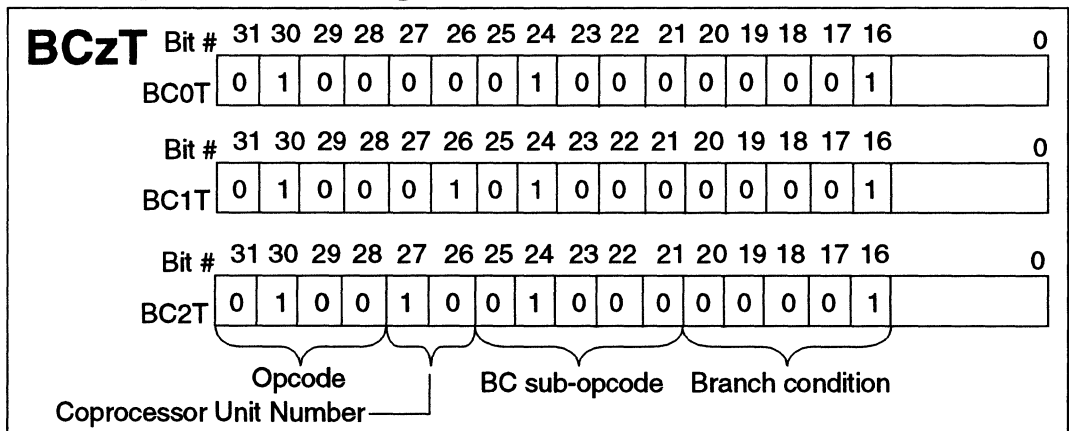 BCzT Bit # 31 30 29 28 27 26 25 24 23 22 21 20 19 18 17 16 0
BC0T 0 1 0 0 0 0 0 1 0 0 0 0 0 0 0 1
Bit # 31 30 29 28 27 26 25 24 23 22 21 20 19 18 17 16 0
BC1T 0 1 0 0 0 1 0 1 0 0 0 0 0 0 0 1
Bit # 31 30 29 28 27 26 25 24 23 22 21 20 19 18 17 16 0
BC2T 0 1 0 0 1 0 0 1 0 0 0 0 0 0 0 1
Opcode BC sub-opcode Branch condition
Coprocessor Unit Number